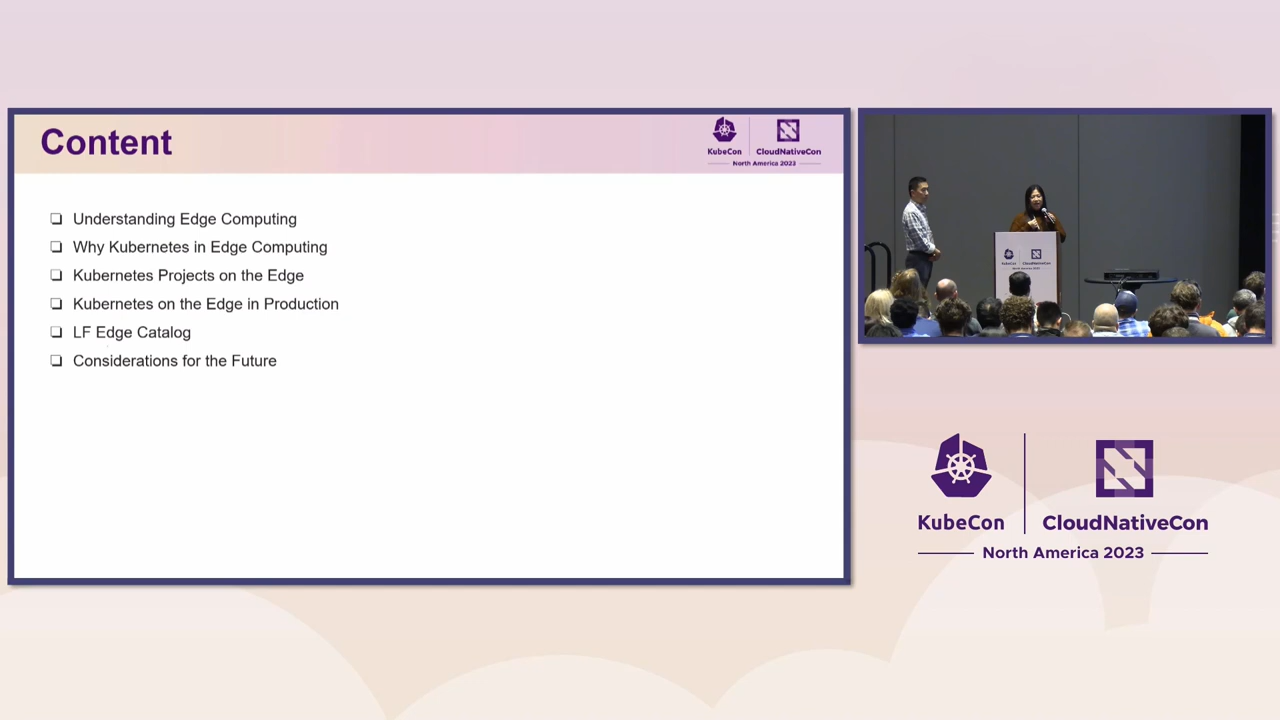 Content
KubeCon
CloudNativeCon
North America 2023
Understanding Edge Computing
Why Kubernetes in Edge Computing
Kubernetes Projects on the Edge
Kubernetes on the Edge in Production
LF Edge Catalog
Considerations for the Future
KubeCon
CloudNativeCon
North America 2023